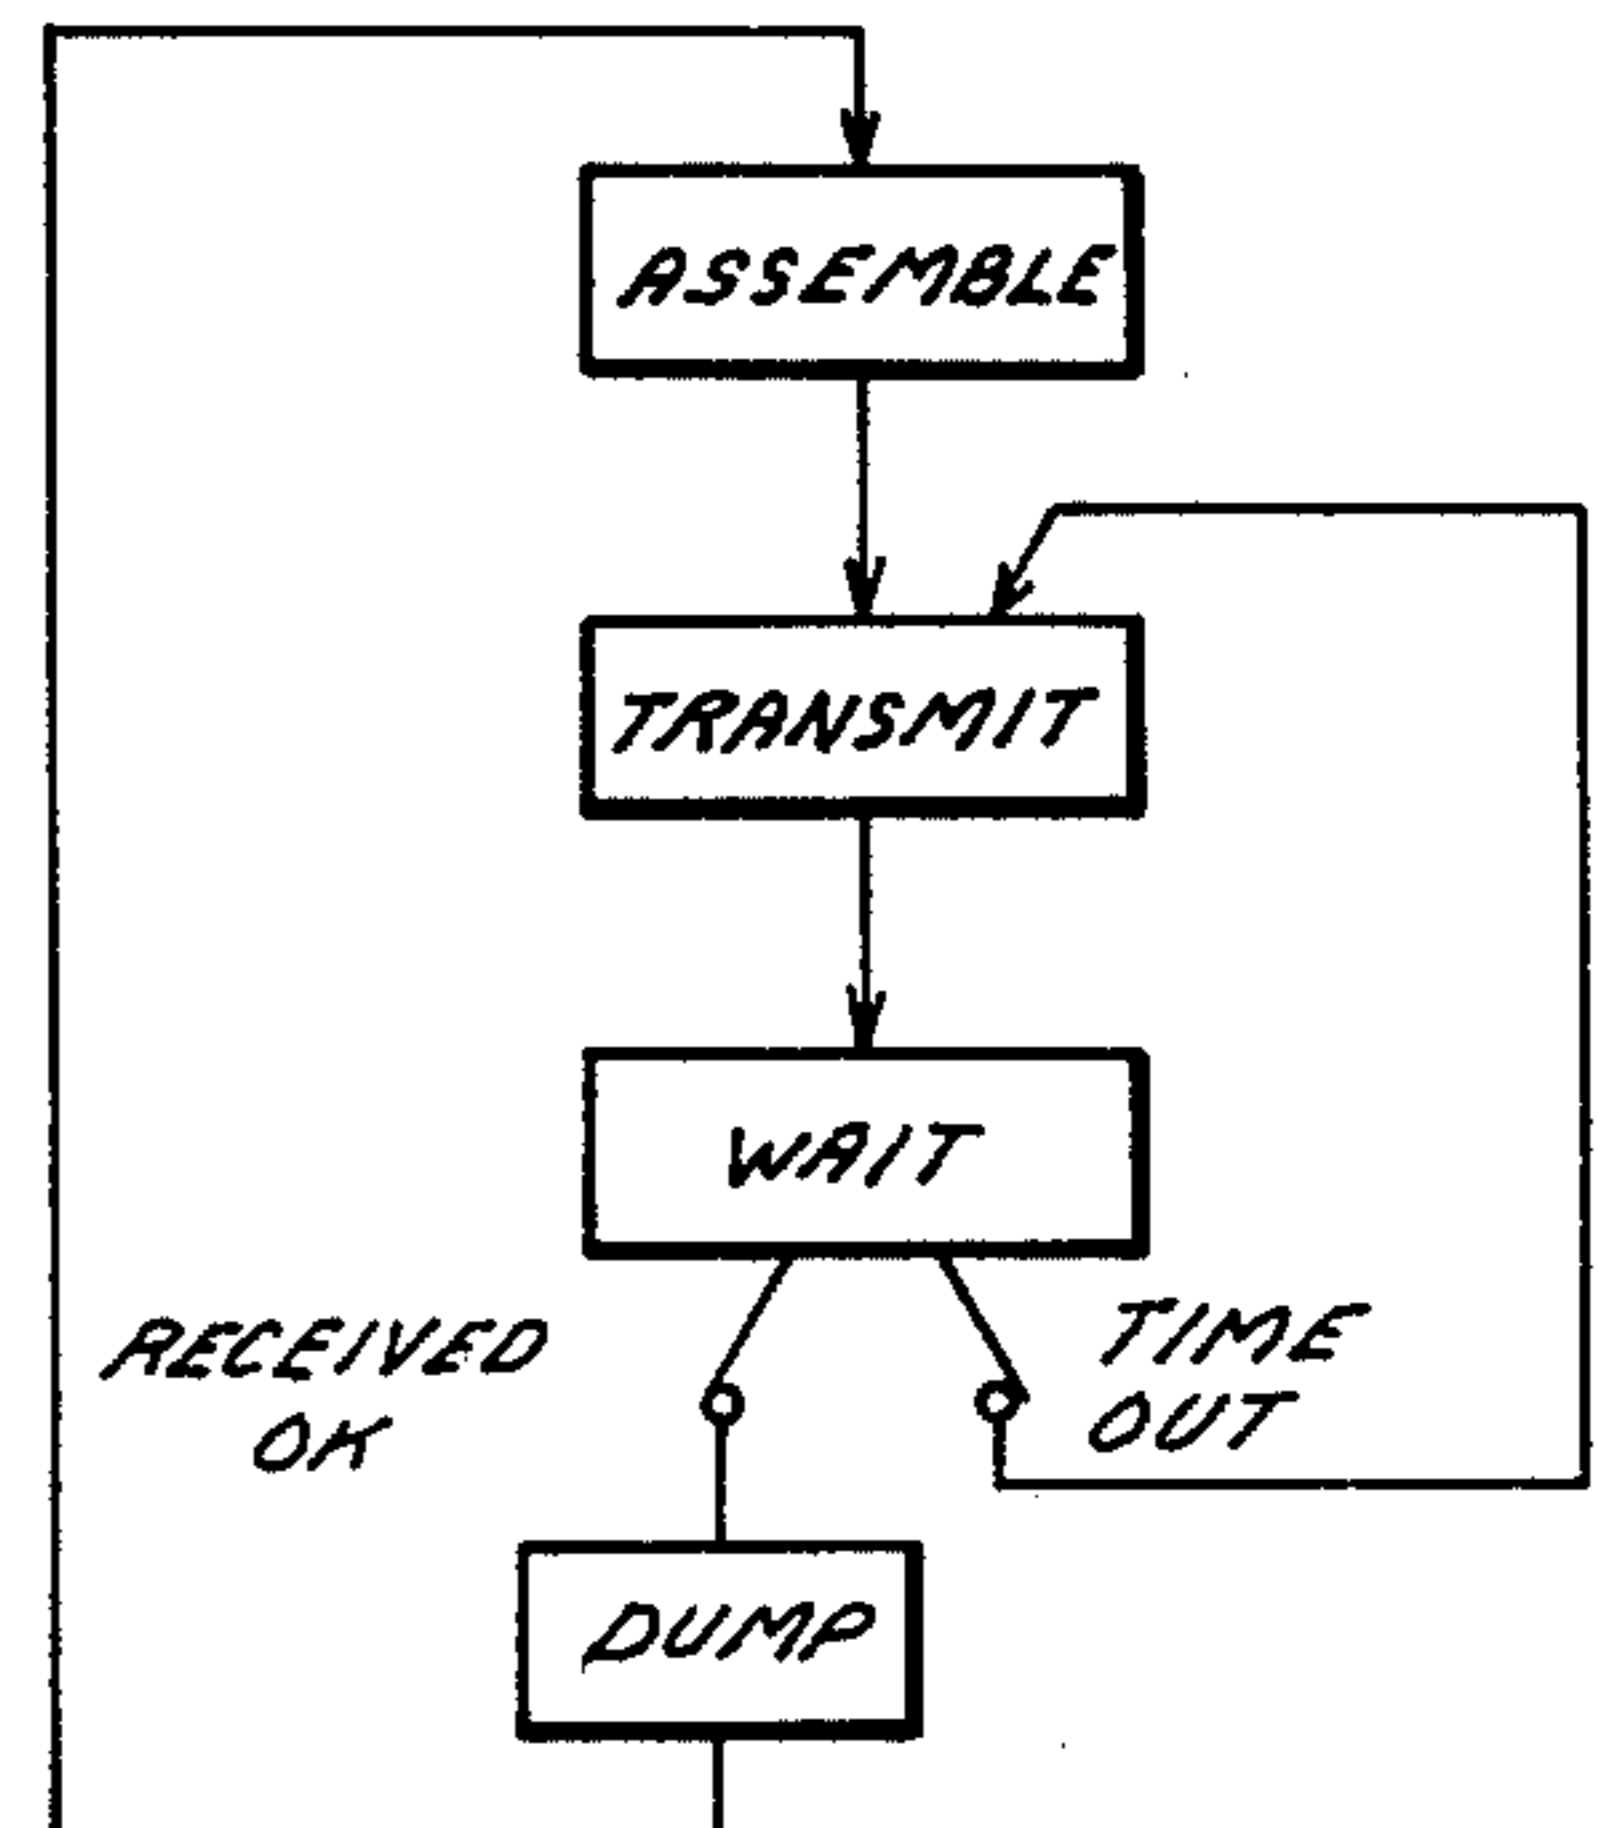 ASSEMBLE
TRANSMIT
WAIT
RECEIVED
OK
TIME
OUT
DUMP